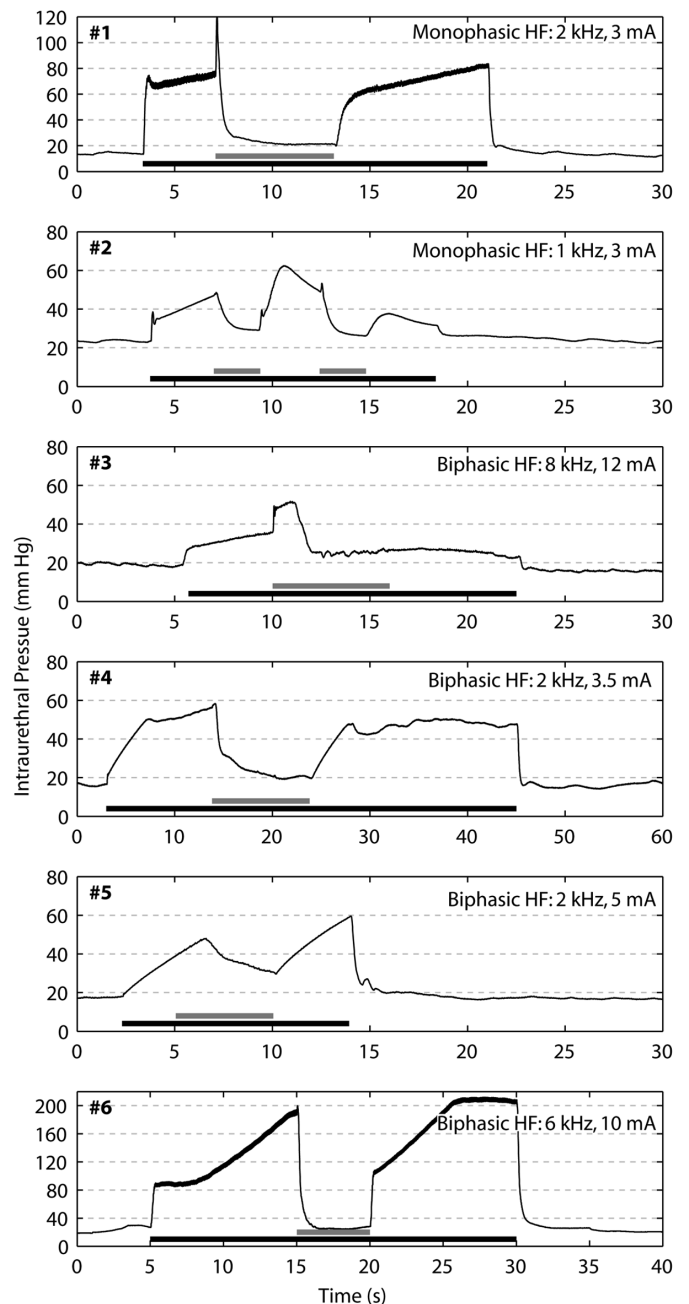 120
#1
Monophasic HF: 2 kHz, 3 mA
100
80
60
40
20
0
0 5 10 15 20 25 30
80
#2
Monophasic HF: 1 kHz, 3 mA
60
40
20
0
0 5 10 15 20 25 30
80
#3
Biphasic HF: 8 kHz, 12 mA
60
40
20
0
0 5 10 15 20 25 30
Intraurethral Pressue (mm Hg)
80
#4
Biphasic HF: 2 kHz, 3.5 mA
60
40
20
0
0 10 20 30 40 50 60
80
#5
Biphasic HF: 2 kHz, 5 mA
60
40
20
0
0 5 10 15 20 25 30
200
#6
Biphasic HF: 6 kHz, 10 mA
160
120
80
40
0
0 5 10 15 20 25 30 35 40
Time (s)